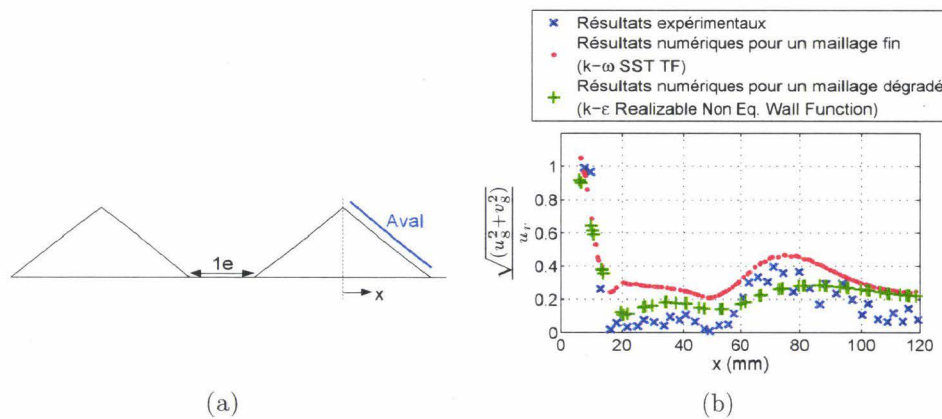 Aval
1e
x
(a)
Résultats expérimentaux
Résultats numériques pour un maillage fin
(k-ω SST TF)
Résultats numériques pour un maillage dégradé
(k-ε Realizable Non Eq. Wall Function)
√(u₈²+v₈²)
uᵣ
1
0.8
0.6
0.4
0.2
0
0 20 40 60 80 100 120
x (mm)
(b)